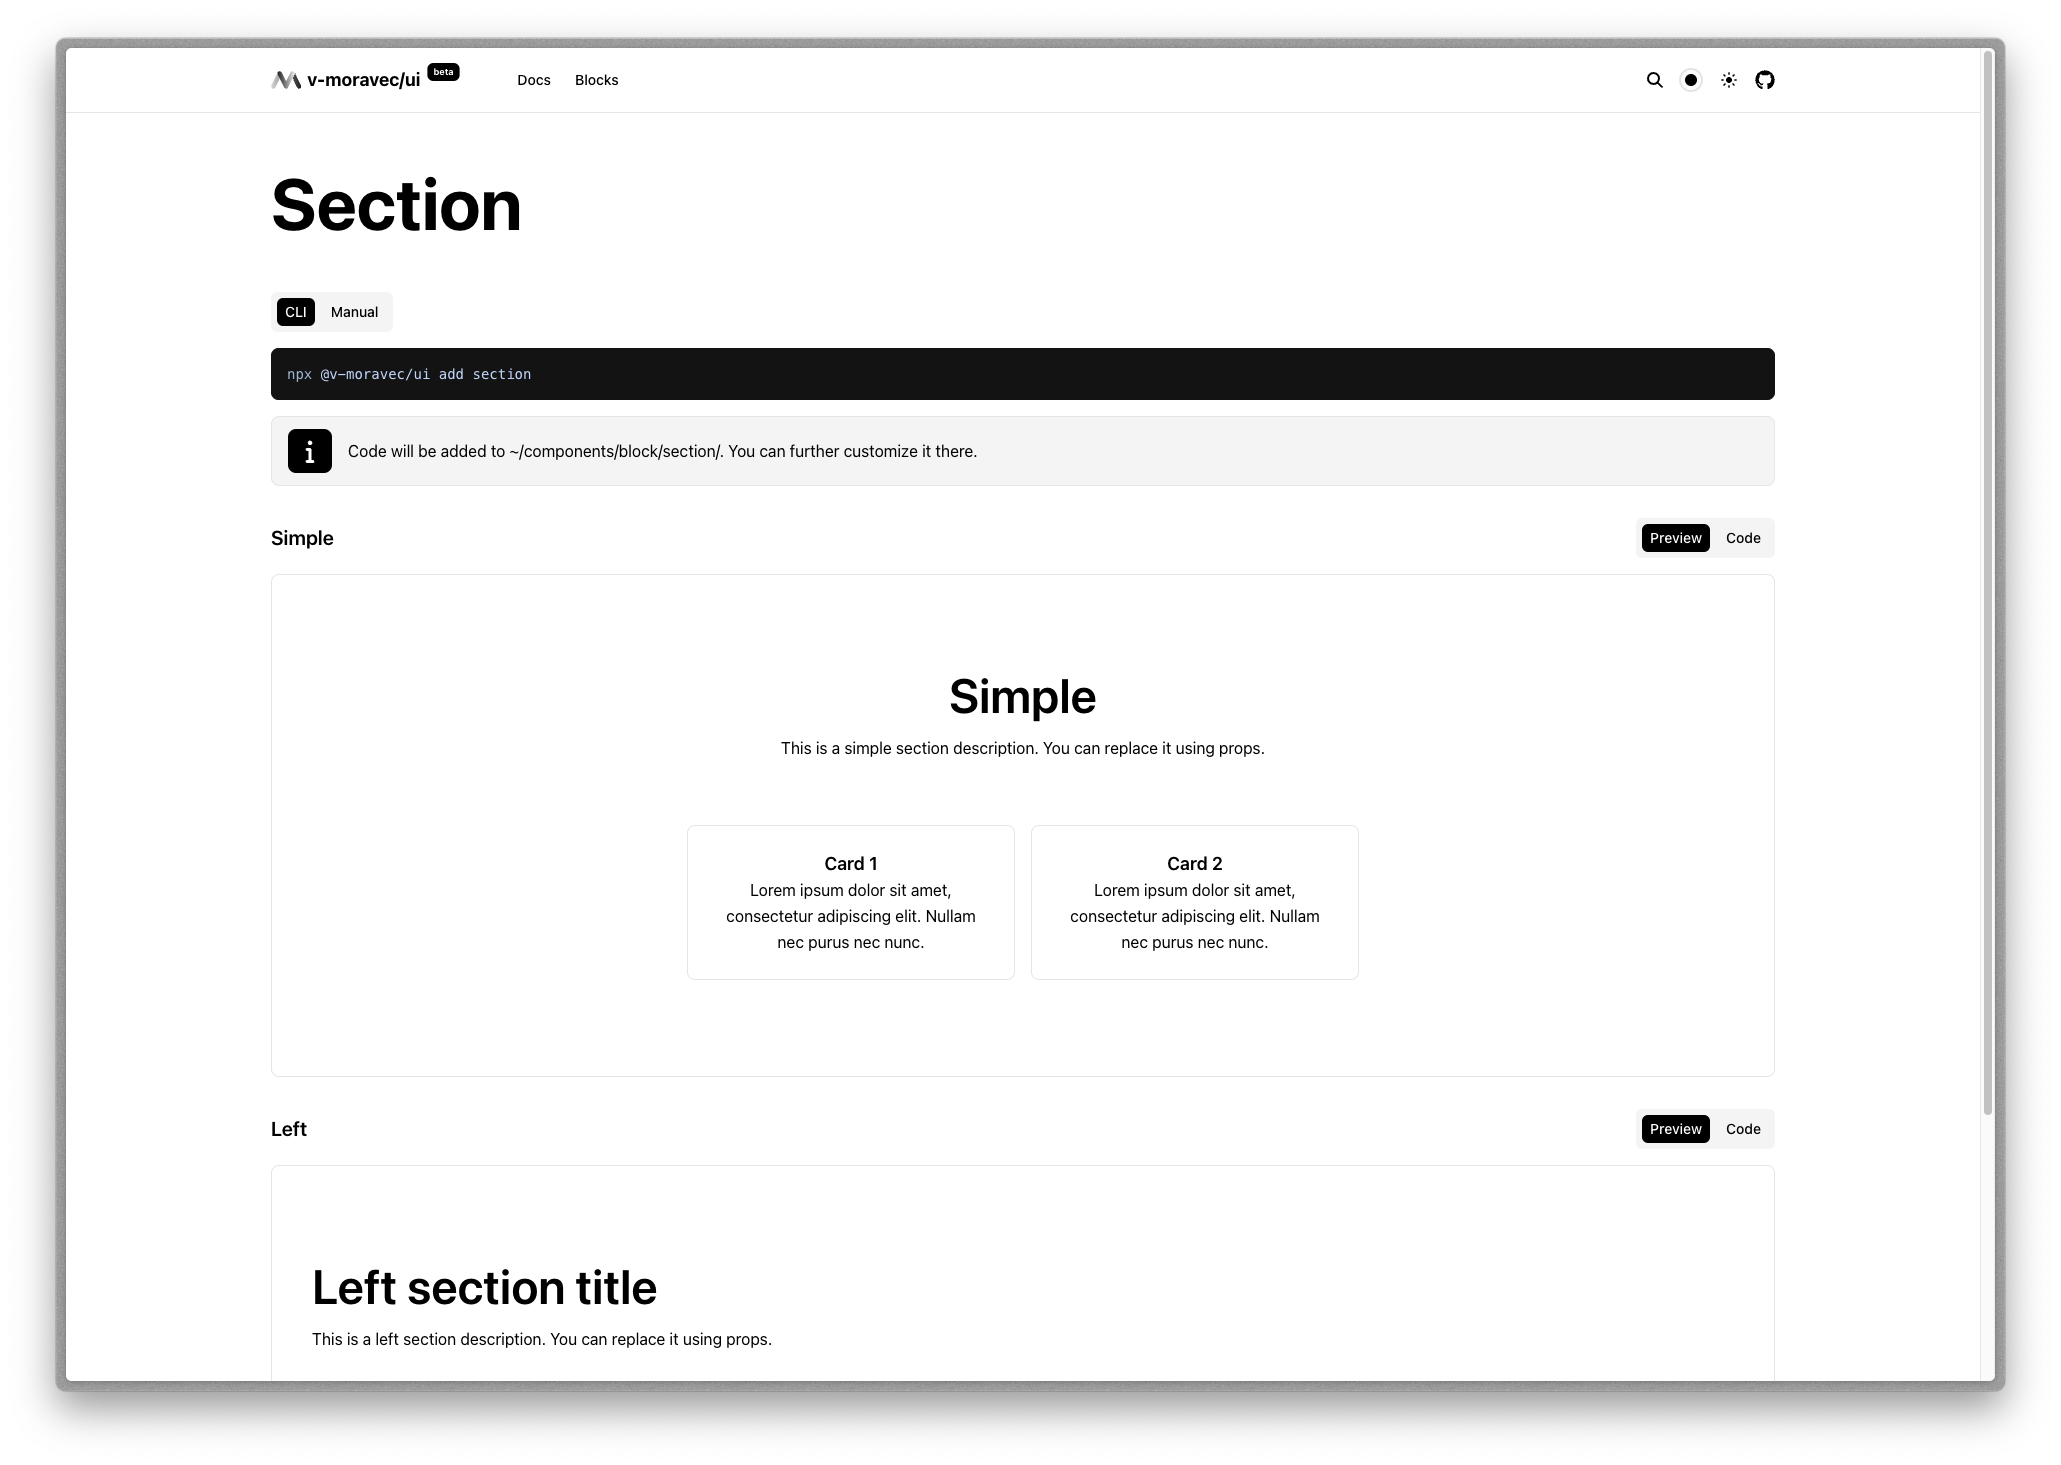 v-moravec/ui beta Docs Blocks
Section
CLI Manual
npx @v-moravec/ui add section
i Code will be added to ~/components/block/section/. You can further customize it there.
Simple Preview Code
Simple
This is a simple section description. You can replace it using props.
Card 1
Lorem ipsum dolor sit amet,
consectetur adipiscing elit. Nullam
nec purus nec nunc.
Card 2
Lorem ipsum dolor sit amet,
consectetur adipiscing elit. Nullam
nec purus nec nunc.
Left Preview Code
Left section title
This is a left section description. You can replace it using props.